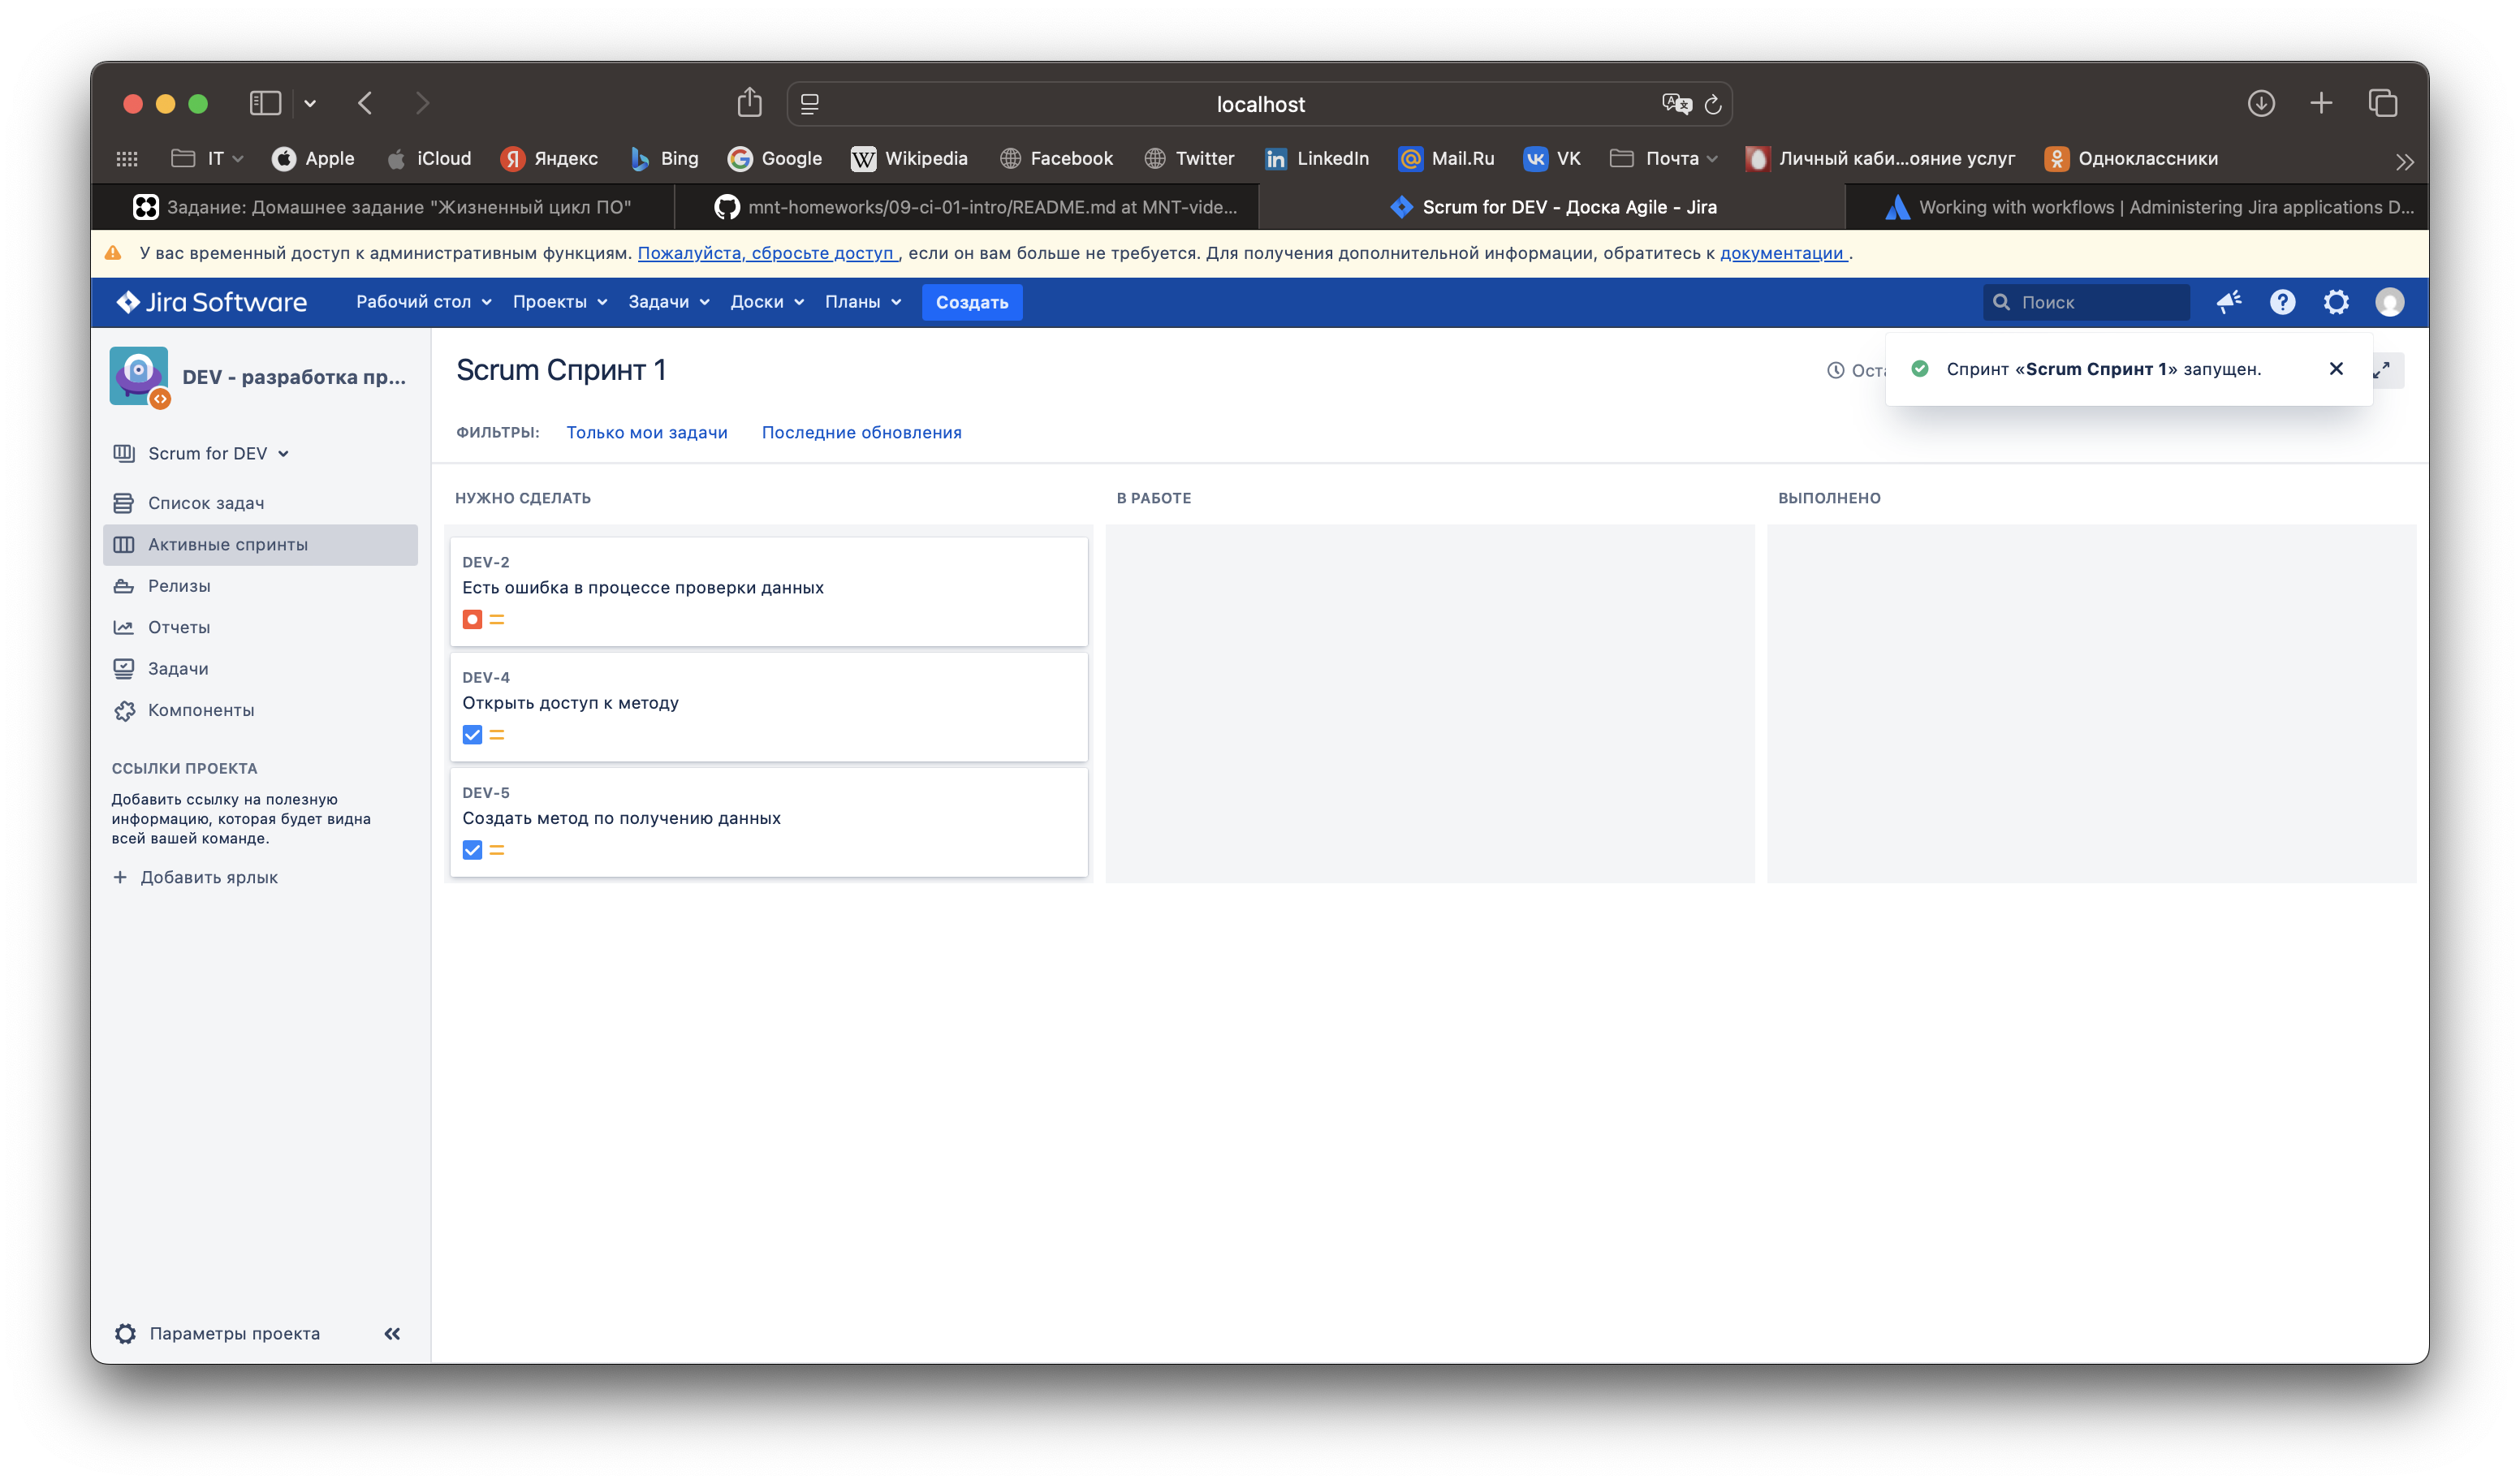 localhost
IT
Apple
iCloud
Яндекс
Bing
Google
Wikipedia
Facebook
Twitter
LinkedIn
Mail.Ru
VK
Почта
Личный каби...ояние услуг
Одноклассники
Задание: Домашнее задание "Жизненный цикл ПО"
mnt-homeworks/09-ci-01-intro/README.md at MNT-vide...
Scrum for DEV - Доска Agile - Jira
Working with workflows | Administering Jira applications D...
У вас временный доступ к административным функциям. Пожалуйста, сбросьте доступ , если он вам больше не требуется. Для получения дополнительной информации, обратитесь к документации .
Jira Software
Рабочий стол
Проекты
Задачи
Доски
Планы
Создать
Поиск
DEV - разработка пр...
Scrum for DEV
Список задач
Активные спринты
Релизы
Отчеты
Задачи
Компоненты
ССЫЛКИ ПРОЕКТА
Добавить ссылку на полезную
информацию, которая будет видна
всей вашей команде.
+ Добавить ярлык
Параметры проекта
Scrum Спринт 1
Спринт «Scrum Спринт 1» запущен.
ФИЛЬТРЫ:
Только мои задачи
Последние обновления
НУЖНО СДЕЛАТЬ
В РАБОТЕ
ВЫПОЛНЕНО
DEV-2
Есть ошибка в процессе проверки данных
DEV-4
Открыть доступ к методу
DEV-5
Создать метод по получению данных